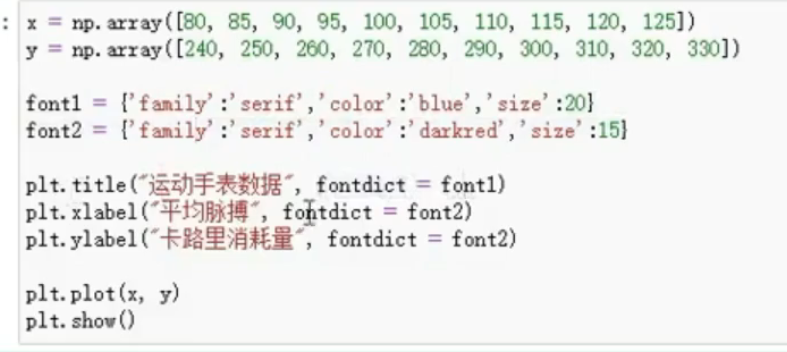 : x = np.array([80, 85, 90, 95, 100, 105, 110, 115, 120, 125])
y = np.array([240, 250, 260, 270, 280, 290, 300, 310, 320, 330])
font1 = {'family':'serif','color':'blue','size':20}
font2 = {'family':'serif','color':'darkred','size':15}
plt.title("运动手表数据", fontdict = font1)
plt.xlabel("平均脉搏", fontdict = font2)
plt.ylabel("卡路里消耗量", fontdict = font2)
plt.plot(x, y)
plt.show()